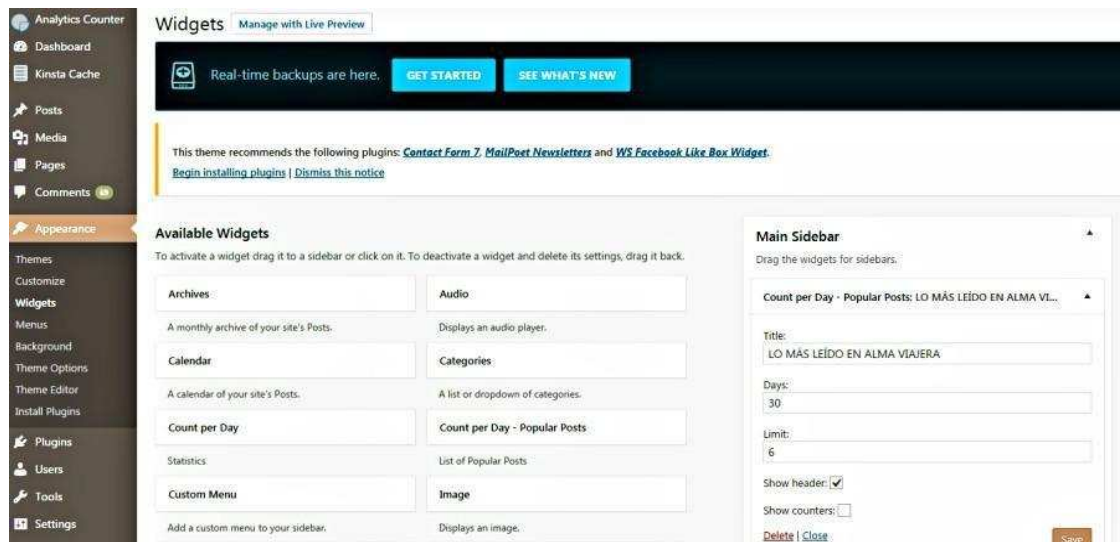 Analytics Counter
Dashboard
Kinsta Cache
Posts
Media
Pages
Comments
Appearance
Themes
Customize
Widgets
Menus
Background
Theme Options
Theme Editor
Install Plugins
Plugins
Users
Tools
Settings
Widgets Manage with Live Preview
Real-time backups are here. GET STARTED SEE WHAT'S NEW
This theme recommends the following plugins: Contact Form 7, MailPoet Newsletters and WS Facebook Like Box Widget.
Begin installing plugins | Dismiss this notice
Available Widgets
To activate a widget drag it to a sidebar or click on it. To deactivate a widget and delete its settings, drag it back.
Archives Audio
A monthly archive of your site's Posts. Displays an audio player.
Calendar Categories
A calendar of your site's Posts. A list or dropdown of categories.
Count per Day Count per Day - Popular Posts
Statistics List of Popular Posts
Custom Menu Image
Add a custom menu to your sidebar. Displays an image.
Main Sidebar
Drag the widgets for sidebars.
Count per Day - Popular Posts: LO MÁS LEÍDO EN ALMA VI...
Title:
LO MÁS LEÍDO EN ALMA VIAJERA
Days:
30
Limit:
6
Show header:
Show counters:
Delete | Close Save